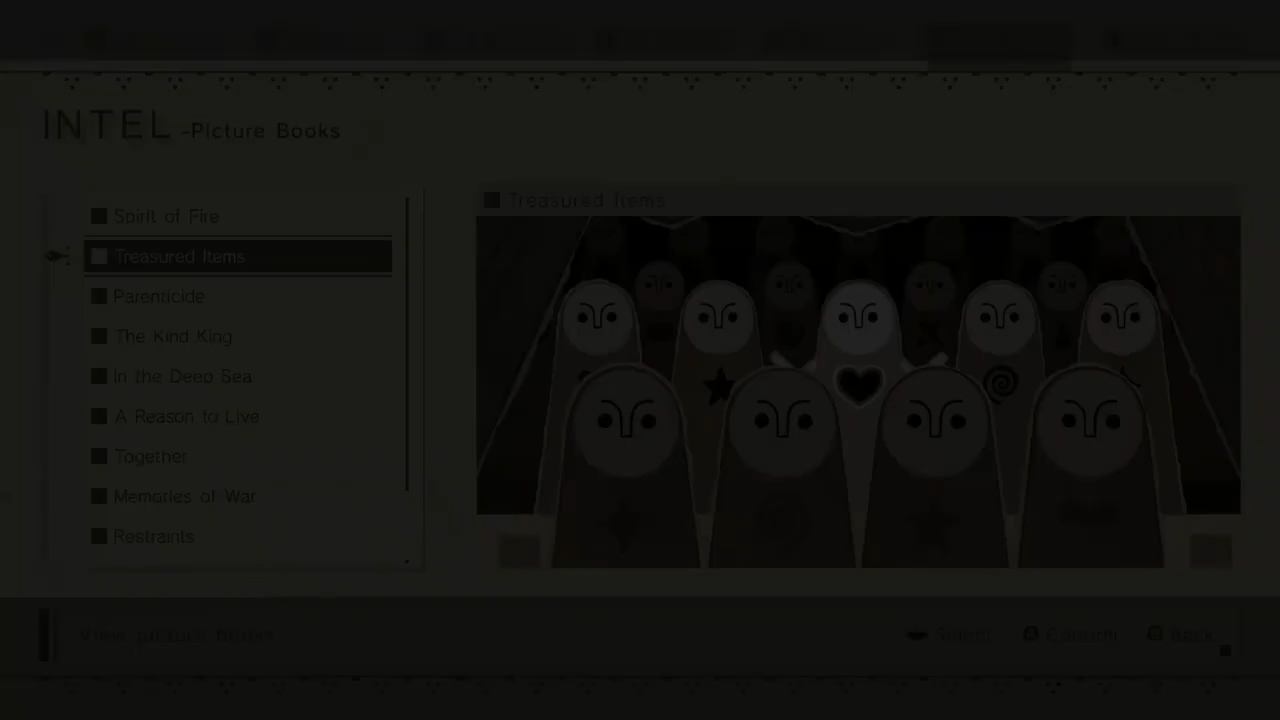 INTEL -Picture Books
Spirit of Fire
Treasured Items
Parenticide
The Kind King
In the Deep Sea
A Reason to Live
Together
Memories of War
Restraints
Treasured Items
View picture books
Select
Confirm
Back